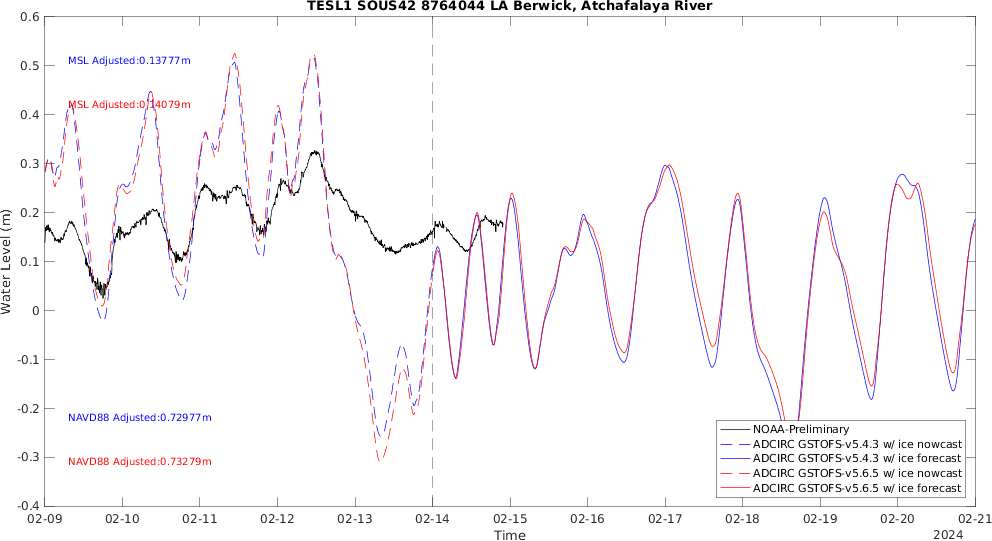 TESL1 SOUS42 8764044 LA Berwick, Atchafalaya River
0.6
0.5
0.4
0.3
0.2
0.1
0
-0.1
-0.2
-0.3
-0.4
Water Level (m)
MSL Adjusted:0.13777m
MSL Adjusted:0.14079m
NAVD88 Adjusted:0.72977m
NAVD88 Adjusted:0.73279m
NOAA-Preliminary
ADCIRC GSTOFS-v5.4.3 w/ ice nowcast
ADCIRC GSTOFS-v5.4.3 w/ ice forecast
ADCIRC GSTOFS-v5.6.5 w/ ice nowcast
ADCIRC GSTOFS-v5.6.5 w/ ice forecast
02-09 02-10 02-11 02-12 02-13 02-14 02-15 02-16 02-17 02-18 02-19 02-20 02-21
Time
2024